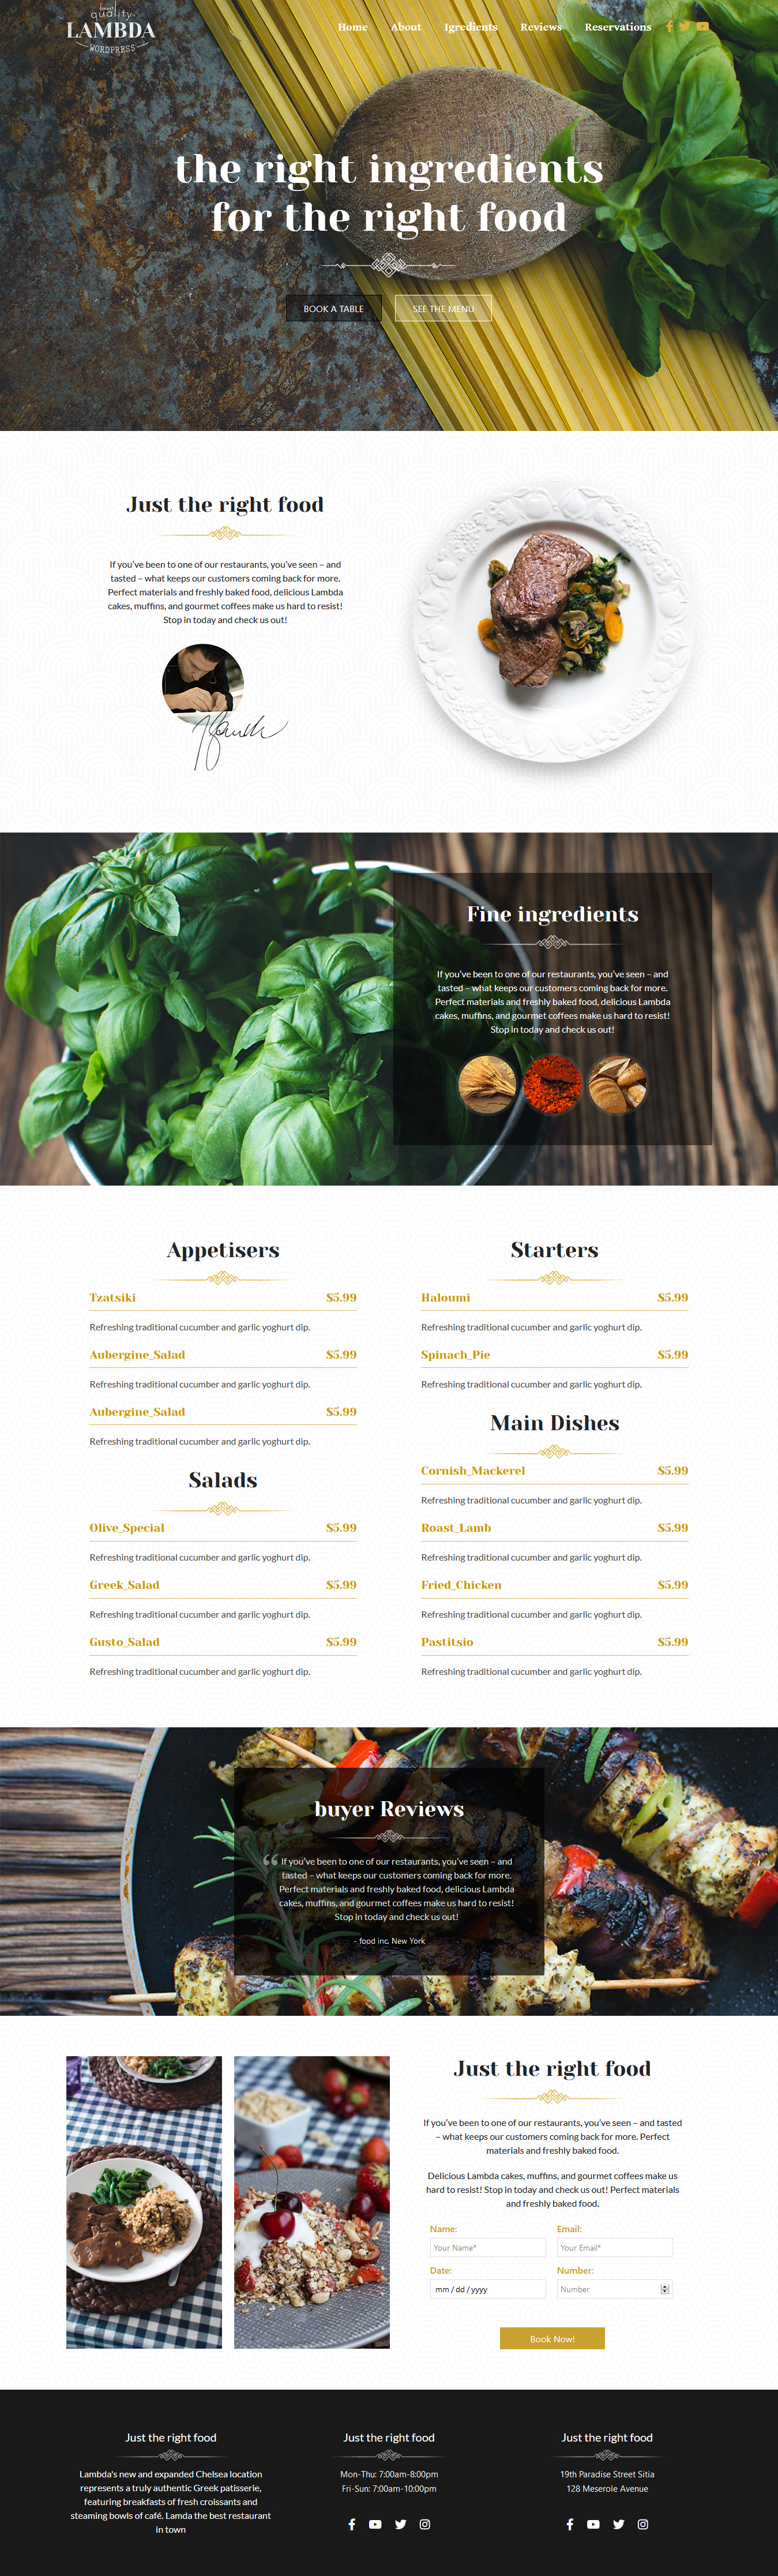 finest
quality
LAMBDA
WORDPRESS
Home About Igredients Reviews Reservations
the right ingredients
for the right food
BOOK A TABLE SEE THE MENU
Just the right food
If you've been to one of our restaurants, you've seen – and
tasted – what keeps our customers coming back for more.
Perfect materials and freshly baked food, delicious Lambda
cakes, muffins, and gourmet coffees make us hard to resist!
Stop in today and check us out!
Fine ingredients
If you've been to one of our restaurants, you've seen – and
tasted – what keeps our customers coming back for more.
Perfect materials and freshly baked food, delicious Lambda
cakes, muffins, and gourmet coffees make us hard to resist!
Stop in today and check us out!
Appetisers
Tzatsiki $5.99
Refreshing traditional cucumber and garlic yoghurt dip.
Aubergine_Salad $5.99
Refreshing traditional cucumber and garlic yoghurt dip.
Aubergine_Salad $5.99
Refreshing traditional cucumber and garlic yoghurt dip.
Salads
Olive_Special $5.99
Refreshing traditional cucumber and garlic yoghurt dip.
Greek_Salad $5.99
Refreshing traditional cucumber and garlic yoghurt dip.
Gusto_Salad $5.99
Refreshing traditional cucumber and garlic yoghurt dip.
Starters
Haloumi $5.99
Refreshing traditional cucumber and garlic yoghurt dip.
Spinach_Pie $5.99
Refreshing traditional cucumber and garlic yoghurt dip.
Main Dishes
Cornish_Mackerel $5.99
Refreshing traditional cucumber and garlic yoghurt dip.
Roast_Lamb $5.99
Refreshing traditional cucumber and garlic yoghurt dip.
Fried_Chicken $5.99
Refreshing traditional cucumber and garlic yoghurt dip.
Pastitsio $5.99
Refreshing traditional cucumber and garlic yoghurt dip.
buyer Reviews
“ If you've been to one of our restaurants, you've seen – and
tasted – what keeps our customers coming back for more.
Perfect materials and freshly baked food, delicious Lambda
cakes, muffins, and gourmet coffees make us hard to resist!
Stop in today and check us out!
- food inc, New York
Just the right food
If you've been to one of our restaurants, you've seen – and tasted
– what keeps our customers coming back for more. Perfect
materials and freshly baked food.
Delicious Lambda cakes, muffins, and gourmet coffees make us
hard to resist! Stop in today and check us out! Perfect materials
and freshly baked food.
Name: Email:
Your Name* Your Email*
Date: Number:
mm / dd / yyyy Number
Book Now!
Just the right food
Lambda's new and expanded Chelsea location
represents a truly authentic Greek patisserie,
featuring breakfasts of fresh croissants and
steaming bowls of café. Lamda the best restaurant
in town
Just the right food
Mon-Thu: 7:00am-8:00pm
Fri-Sun: 7:00am-10:00pm
Just the right food
19th Paradise Street Sitia
128 Meserole Avenue